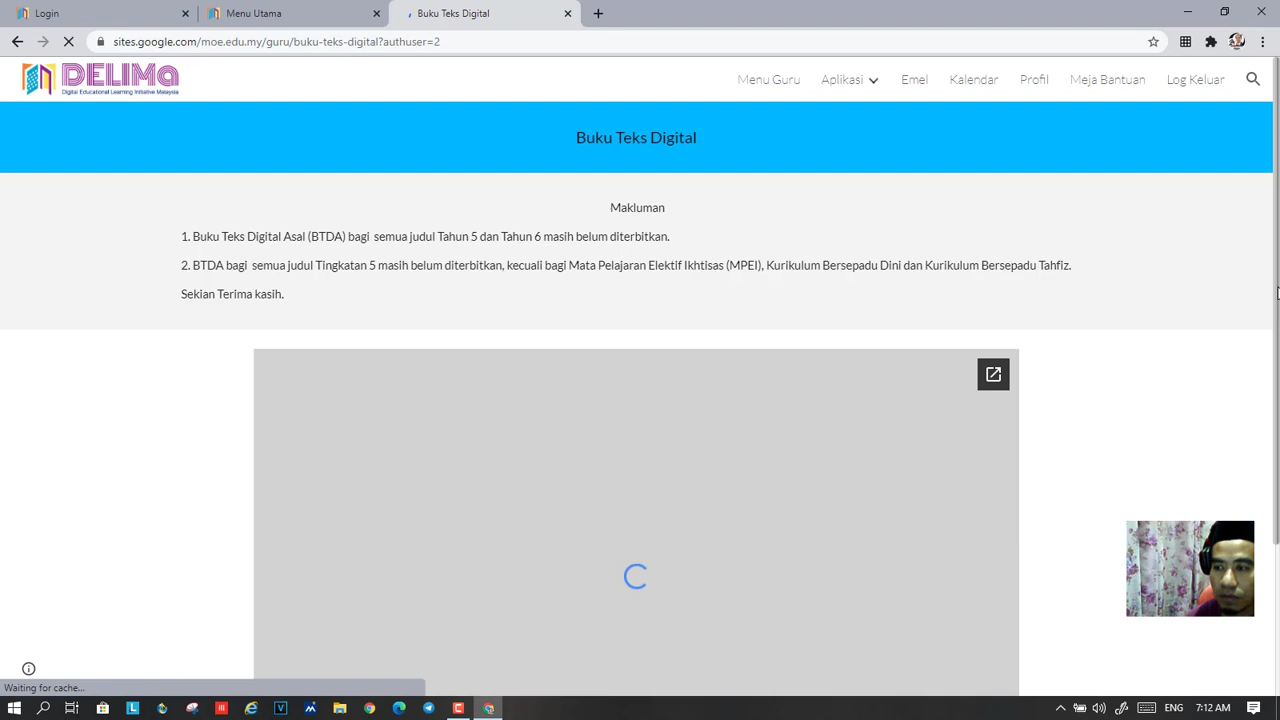 Login
Menu Utama
Buku Teks Digital
sites.google.com/moe.edu.my/guru/buku-teks-digital?authuser=2
DELIMa
Digital Educational Learning Initiative Malaysia
Menu Guru Aplikasi Emel Kalendar Profil Meja Bantuan Log Keluar
Buku Teks Digital
Makluman
1. Buku Teks Digital Asal (BTDA) bagi semua judul Tahun 5 dan Tahun 6 masih belum diterbitkan.
2. BTDA bagi semua judul Tingkatan 5 masih belum diterbitkan, kecuali bagi Mata Pelajaran Elektif Ikhtisas (MPEI), Kurikulum Bersepadu Dini dan Kurikulum Bersepadu Tahfiz.
Sekian Terima kasih.
Waiting for cache...
ENG 7:12 AM